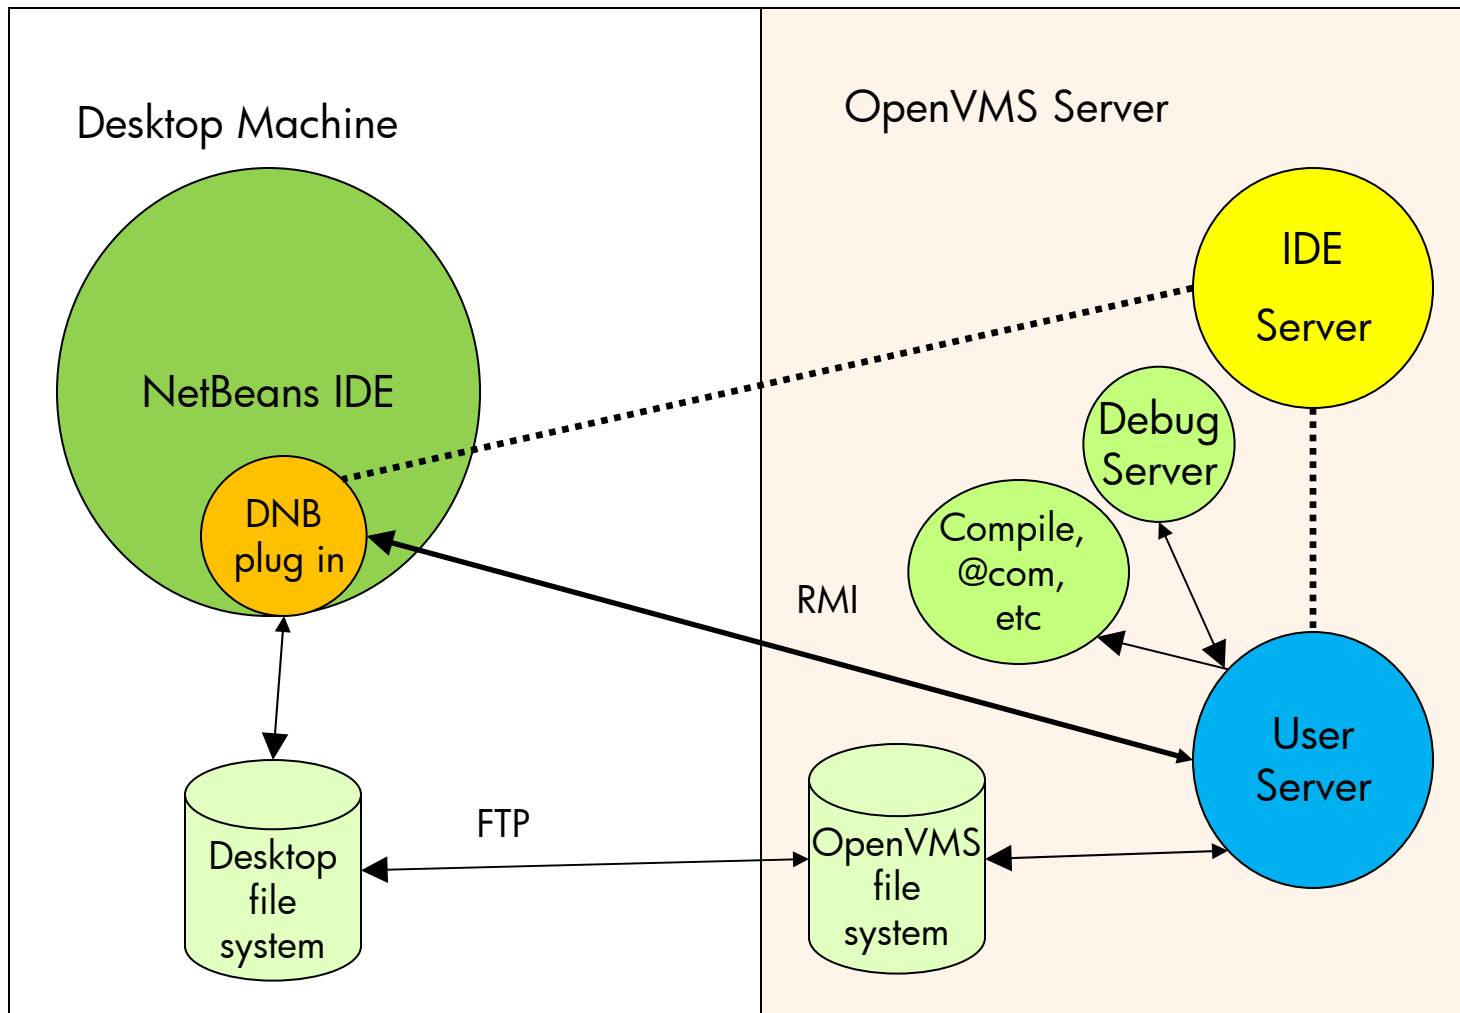 Desktop Machine
OpenVMS Server
IDE
Server
NetBeans IDE
Debug
Server
DNB
plug in
Compile,
@com,
etc
RMI
User
Server
FTP
Desktop
file
system
OpenVMS
file
system